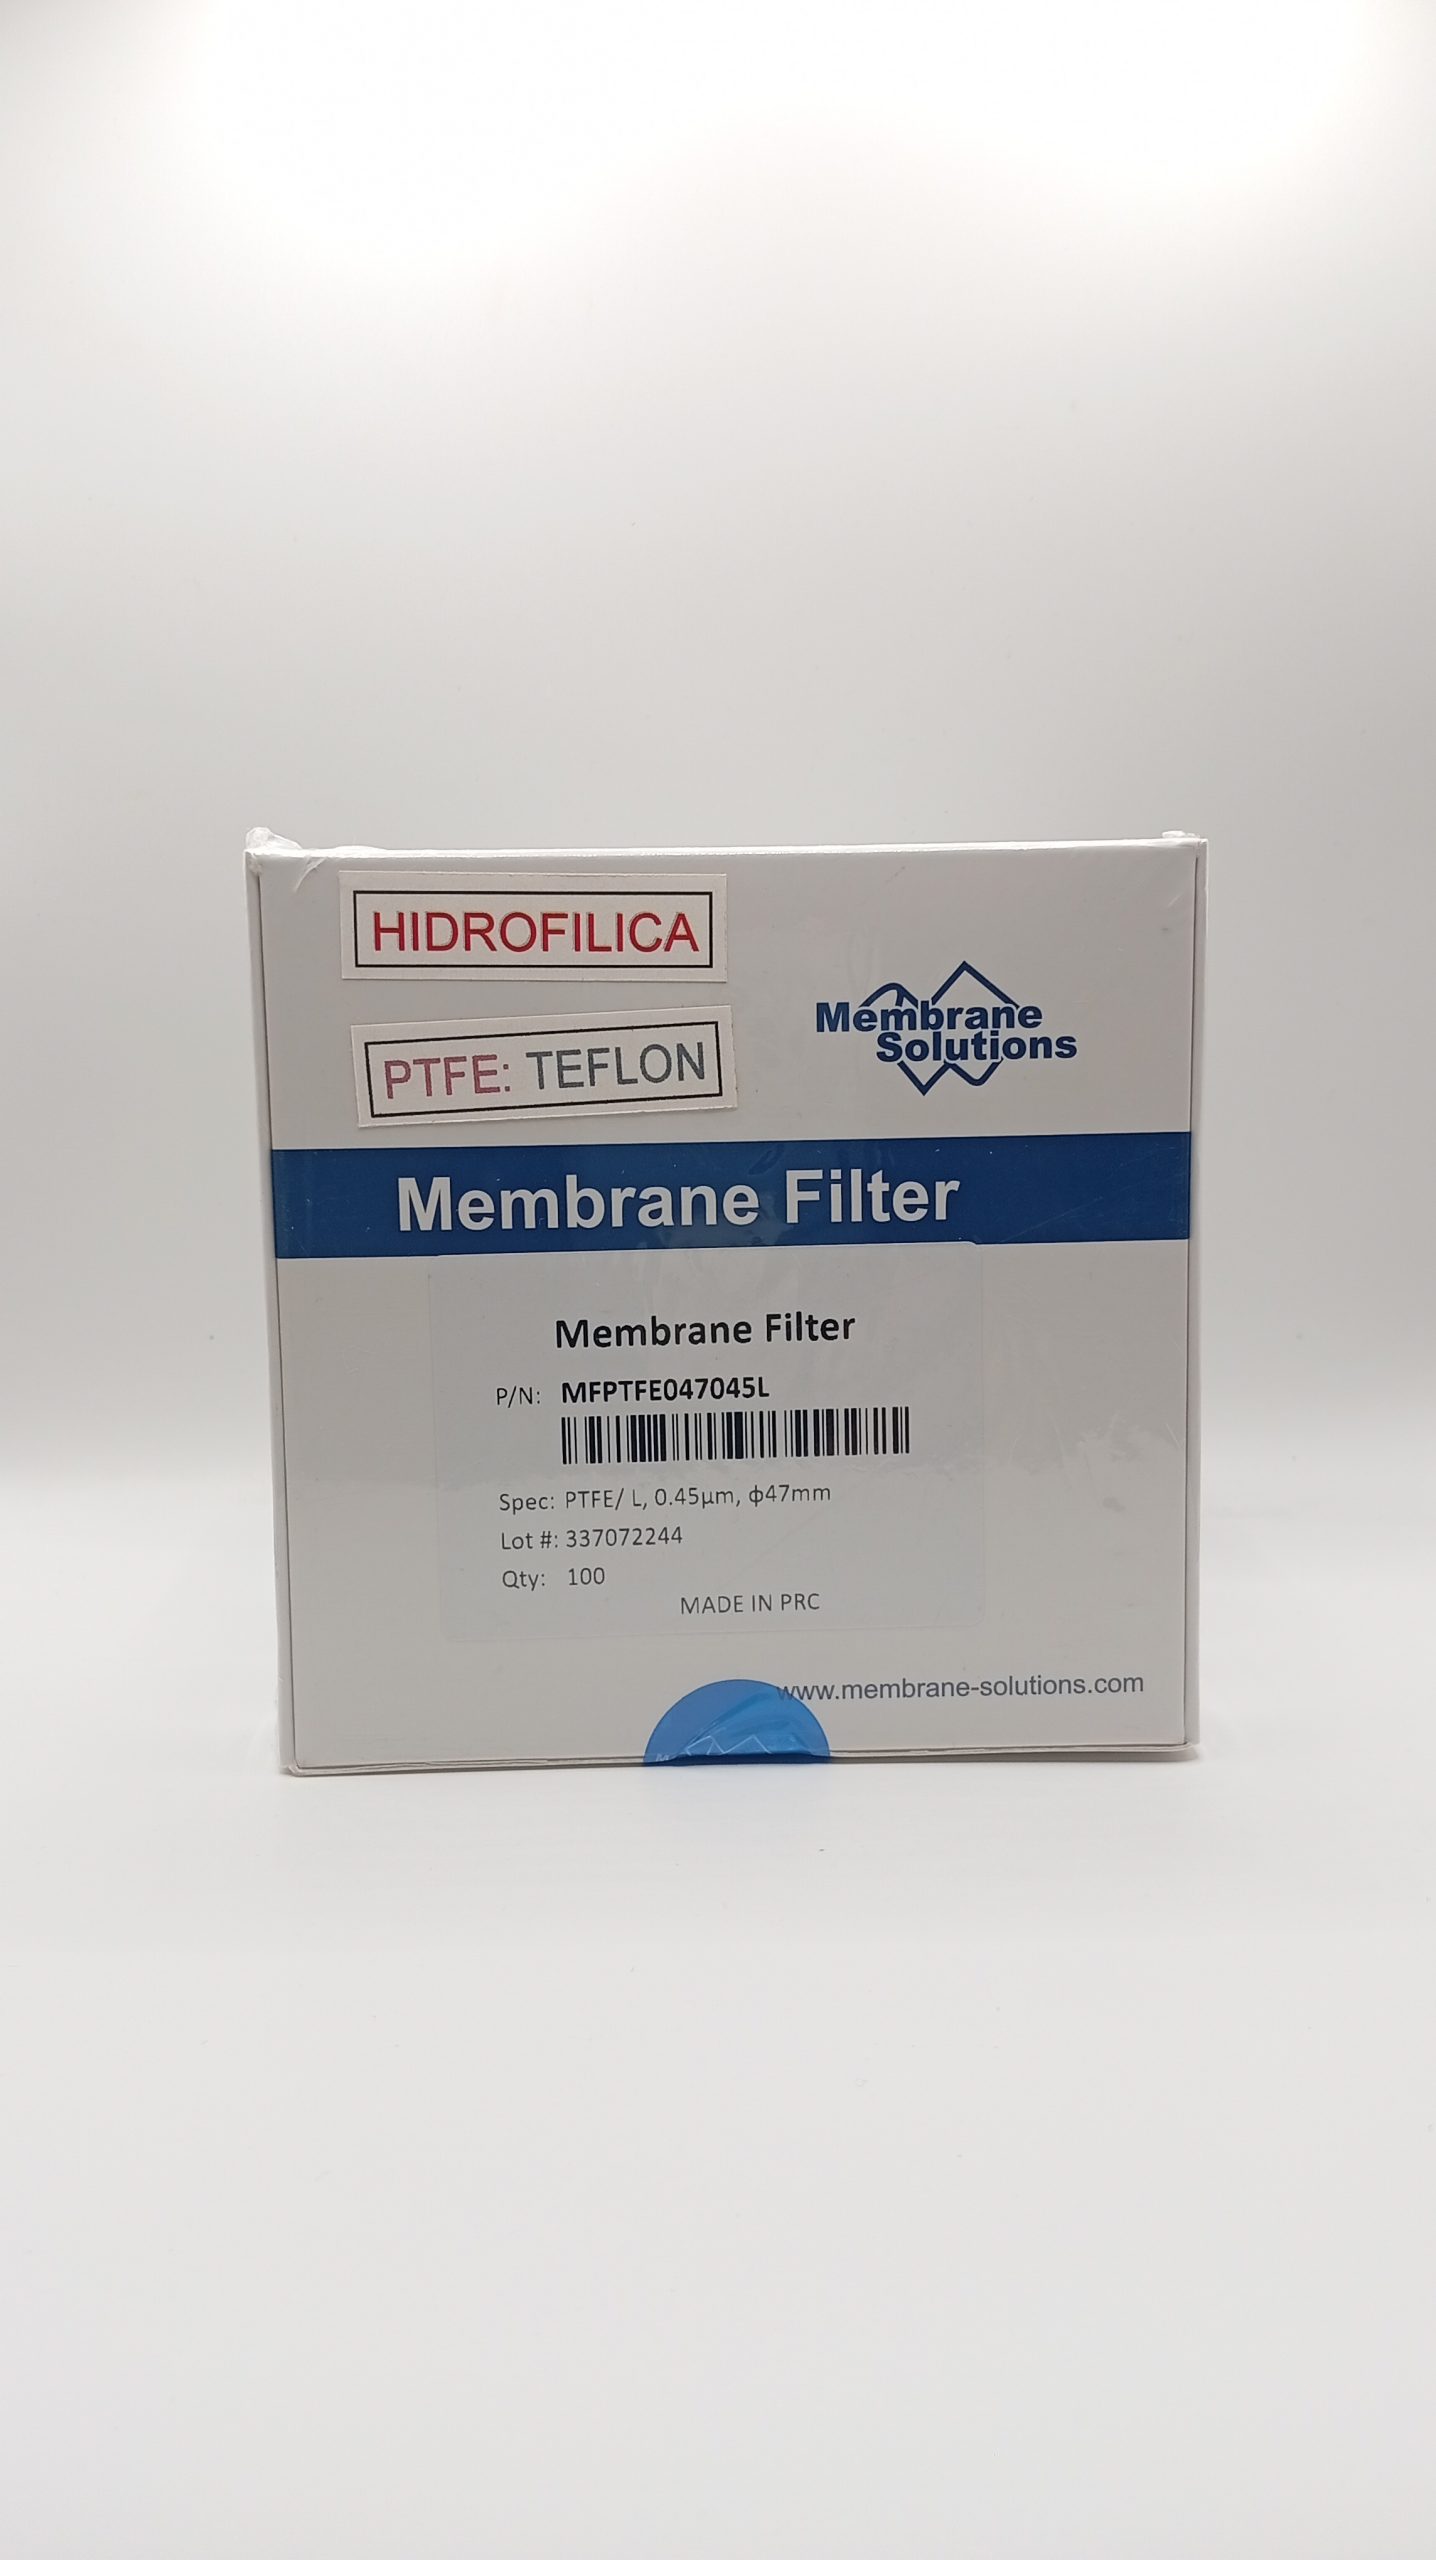 HIDROFILICA
PTFE: TEFLON
Membrane
Solutions
Membrane Filter
Membrane Filter
P/N: MFPTFE047045L
Spec: PTFE/ L, 0.45μm, ф47mm
Lot #: 337072244
Qty: 100
MADE IN PRC
www.membrane-solutions.com